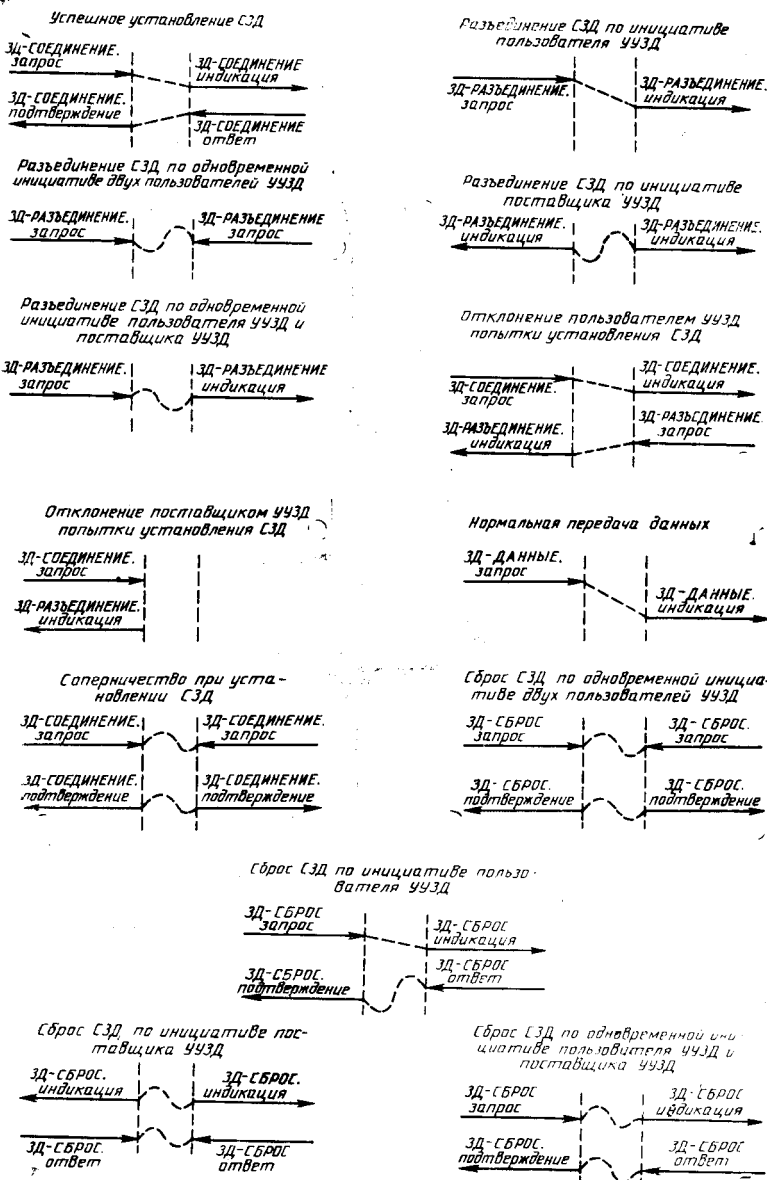 Успешное установление СЗД
ЗД-СОЕДИНЕНИЕ.
запрос
ЗД-СОЕДИНЕНИЕ
индикация
ЗД-СОЕДИНЕНИЕ.
подтверждение
ЗД-СОЕДИНЕНИЕ
ответ
Разъединение СЗД по инициативе
пользователя УУЗД
ЗД-РАЗЪЕДИНЕНИЕ.
запрос
ЗД-РАЗЪЕДИНЕНИЕ.
индикация
Разъединение СЗД по одновременной
инициативе двух пользователей УУЗД
ЗД-РАЗЪЕДИНЕНИЕ.
запрос
ЗД-РАЗЪЕДИНЕНИЕ
запрос
Разъединение СЗД по инициативе
поставщика УУЗД
ЗД-РАЗЪЕДИНЕНИЕ.
индикация
ЗД-РАЗЪЕДИНЕНИЕ.
индикация
Разъединение СЗД по одновременной
инициативе пользователя УУЗД и
поставщика УУЗД
ЗД-РАЗЪЕДИНЕНИЕ.
запрос
ЗД-РАЗЪЕДИНЕНИЕ
индикация
Отклонение пользователем УУЗД
попытки установления СЗД
ЗД-СОЕДИНЕНИЕ.
запрос
ЗД-СОЕДИНЕНИЕ.
индикация
ЗД-РАЗЪЕДИНЕНИЕ.
индикация
ЗД-РАЗЪЕДИНЕНИЕ.
запрос
Отклонение поставщиком УУЗД
попытки установления СЗД
ЗД-СОЕДИНЕНИЕ.
запрос
ЗД-РАЗЪЕДИНЕНИЕ.
индикация
Нормальная передача данных
ЗД-ДАННЫЕ.
запрос
ЗД-ДАННЫЕ.
индикация
Соперничество при уста-
новлении СЗД
ЗД-СОЕДИНЕНИЕ.
запрос
ЗД-СОЕДИНЕНИЕ.
запрос
ЗД-СОЕДИНЕНИЕ.
подтверждение
ЗД-СОЕДИНЕНИЕ.
подтверждение
Сброс СЗД по одновременной инициа-
тиве двух пользователей УУЗД
ЗД-СБРОС
запрос
ЗД-СБРОС.
запрос
ЗД-СБРОС.
подтверждение
ЗД-СБРОС.
подтверждение
Сброс СЗД по инициативе пользо-
вателя УУЗД
ЗД-СБРОС
запрос
ЗД-СБРОС
индикация
ЗД-СБРОС.
подтверждение
ЗД-СБРОС
ответ
Сброс СЗД по инициативе пос-
тавщика УУЗД
ЗД-СБРОС.
индикация
ЗД-СБРОС.
индикация
ЗД-СБРОС.
ответ
ЗД-СБРОС
ответ
Сброс СЗД по одновременной ини-
циативе пользователя УУЗД и
поставщика УУЗД
ЗД-СБРОС
запрос
ЗД-СБРОС
индикация
ЗД-СБРОС.
подтверждение
ЗД-СБРОС
ответ